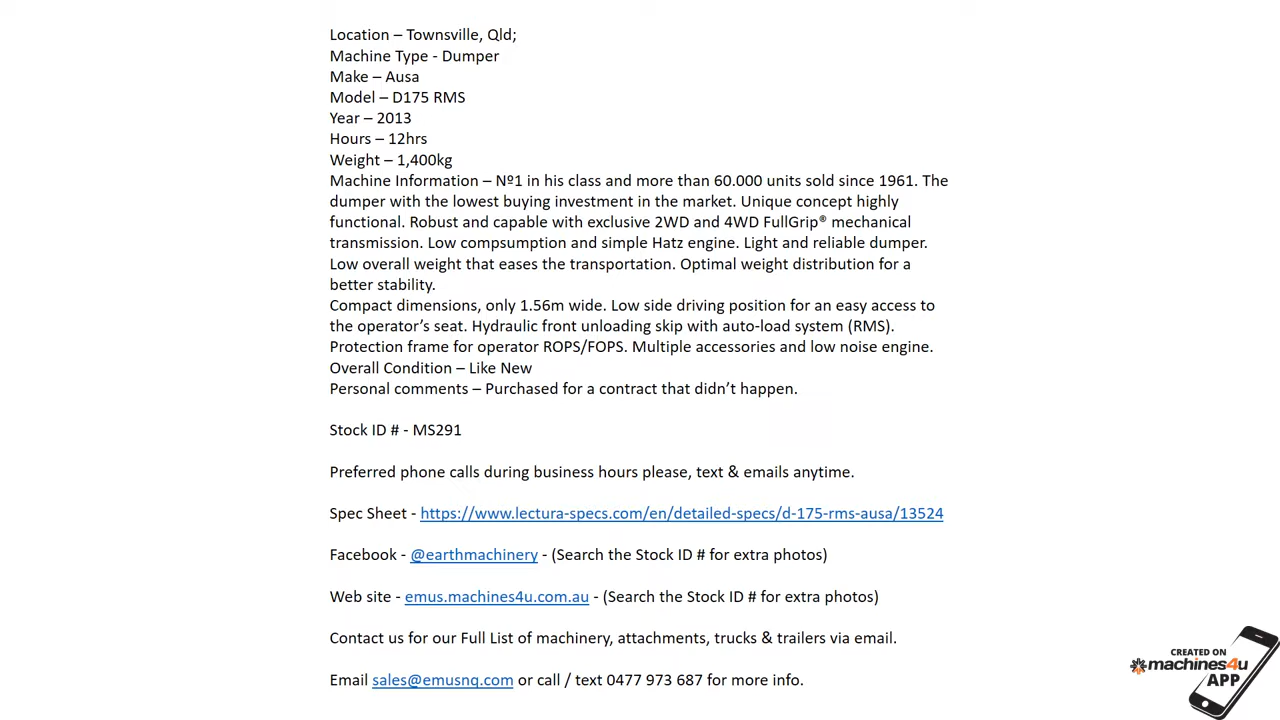 Location – Townsville, Qld;
Machine Type - Dumper
Make – Ausa
Model – D175 RMS
Year – 2013
Hours – 12hrs
Weight – 1,400kg
Machine Information – Nº1 in his class and more than 60.000 units sold since 1961. The
dumper with the lowest buying investment in the market. Unique concept highly
functional. Robust and capable with exclusive 2WD and 4WD FullGrip® mechanical
transmission. Low compsumption and simple Hatz engine. Light and reliable dumper.
Low overall weight that eases the transportation. Optimal weight distribution for a
better stability.
Compact dimensions, only 1.56m wide. Low side driving position for an easy access to
the operator’s seat. Hydraulic front unloading skip with auto-load system (RMS).
Protection frame for operator ROPS/FOPS. Multiple accessories and low noise engine.
Overall Condition – Like New
Personal comments – Purchased for a contract that didn’t happen.
Stock ID # - MS291
Preferred phone calls during business hours please, text & emails anytime.
Spec Sheet - https://www.lectura-specs.com/en/detailed-specs/d-175-rms-ausa/13524
Facebook - @earthmachinery - (Search the Stock ID # for extra photos)
Web site - emus.machines4u.com.au - (Search the Stock ID # for extra photos)
Contact us for our Full List of machinery, attachments, trucks & trailers via email.
Email sales@emusnq.com or call / text 0477 973 687 for more info.
CREATED ON
machines4u
APP